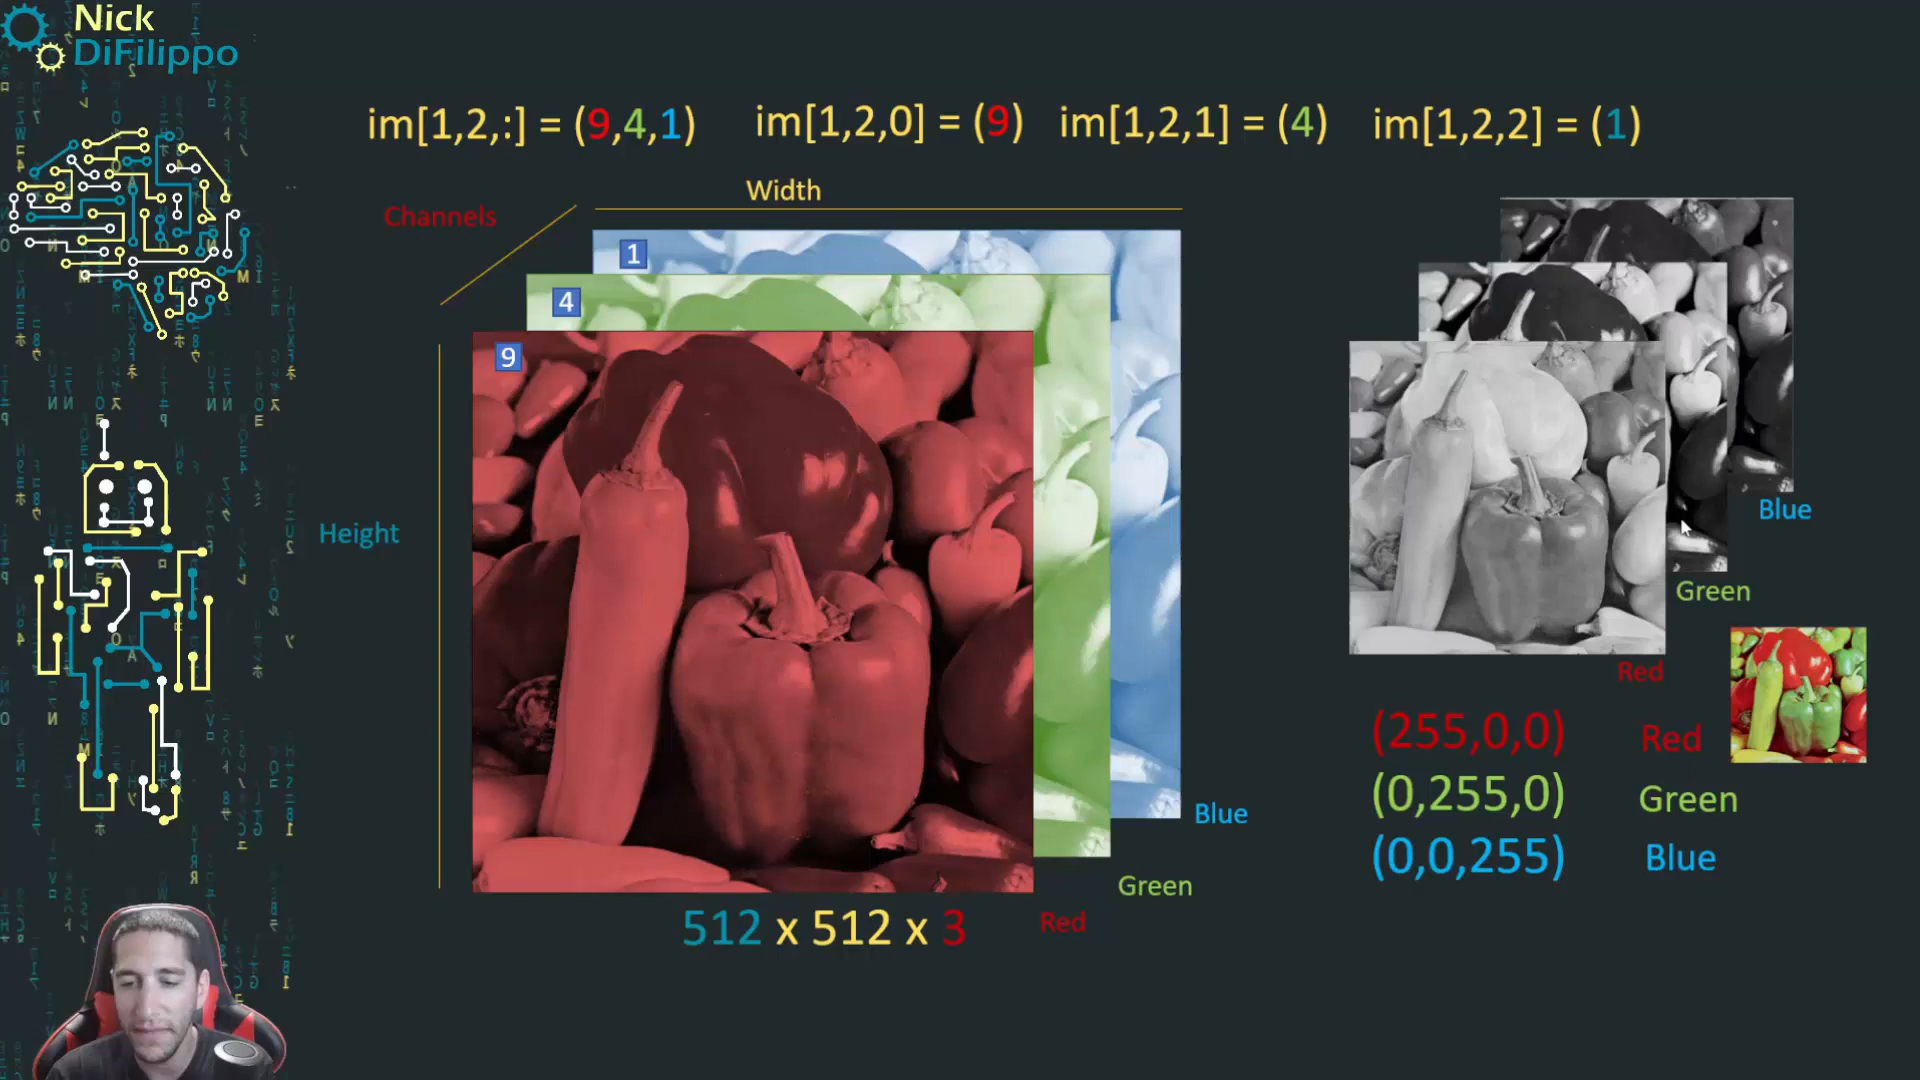 Nick
DiFilippo
im[1,2,:] = (9,4,1)
im[1,2,0] = (9)
im[1,2,1] = (4)
im[1,2,2] = (1)
Width
Channels
1
4
9
Height
Blue
Green
Red
512 x 512 x 3
Blue
Green
Red
(255,0,0) Red
(0,255,0) Green
(0,0,255) Blue